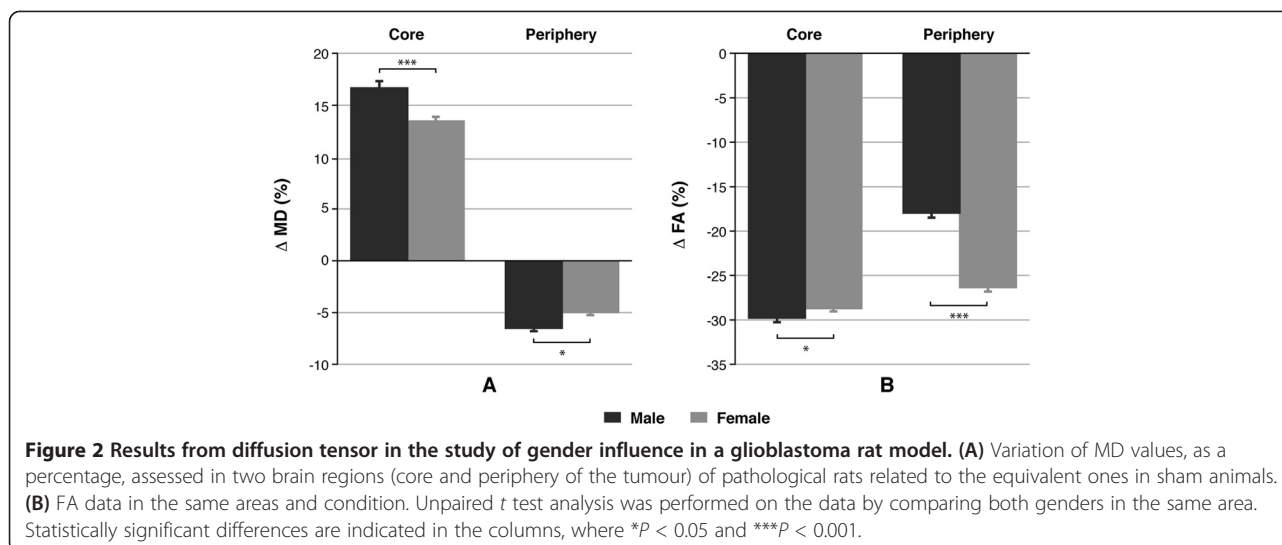 Core Periphery
20
15
10
5
0
-5
-10
Δ MD (%)
***
*
A
Core Periphery
0
-5
-10
-15
-20
-25
-30
-35
Δ FA (%)
*
***
B
Male Female
Figure 2 Results from diffusion tensor in the study of gender influence in a glioblastoma rat model. (A) Variation of MD values, as a
percentage, assessed in two brain regions (core and periphery of the tumour) of pathological rats related to the equivalent ones in sham animals.
(B) FA data in the same areas and condition. Unpaired t test analysis was performed on the data by comparing both genders in the same area.
Statistically significant differences are indicated in the columns, where *P < 0.05 and ***P < 0.001.